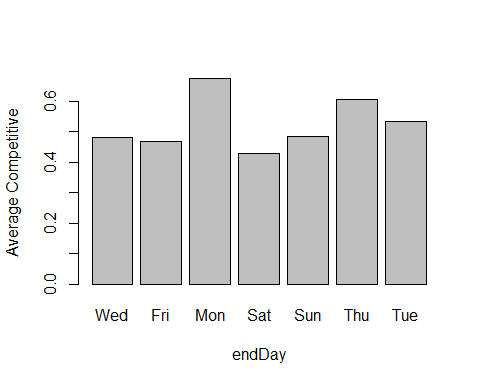 Average Competitive
0.6
0.4
0.2
0.0
Wed Fri Mon Sat Sun Thu Tue
endDay